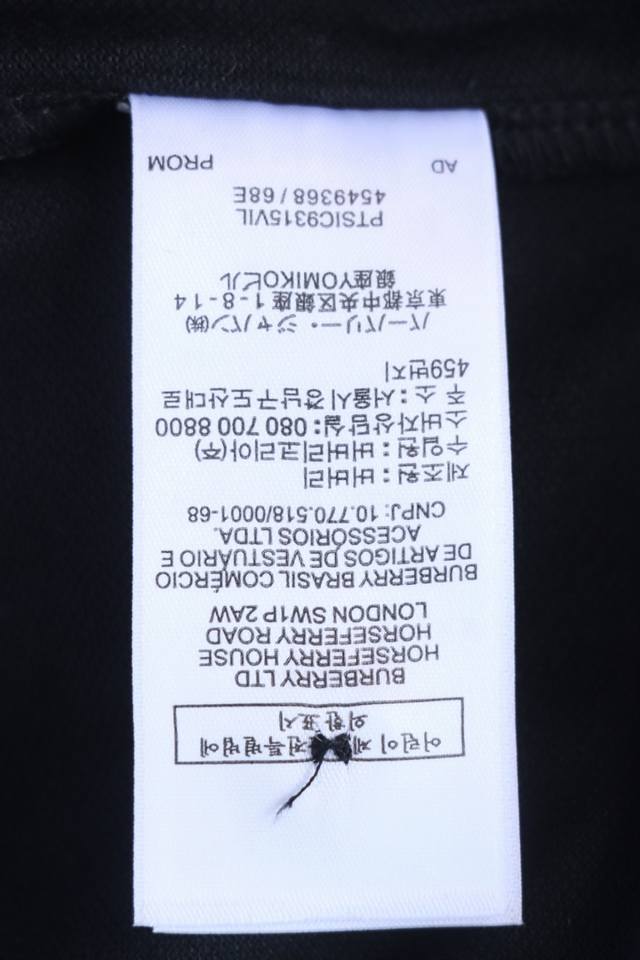 어린이
외한 표시
BURBERRY LTD
HORSEFERRY HOUSE
HORSEFERRY ROAD
LONDON SW1P 2AW
BURBERRY BRASIL COMÉRCIO
DE ARTIGOS DE VESTUÁRIO E
ACESSÓRIOS LTDA.
CNPJ: 10.770.518/0001-68
제조원 : 버버리
수입원 : 버버리코리아(주)
소비자상담실: 080 700 8800
주 소 : 서울시 강남구 도산대로
459번지
バーバリー・ジャパン㈱
東京都中央区銀座 1-8-14
銀座YOMIKOビル
PTSIC9315VIL
4549368 / 68E
AD PROM